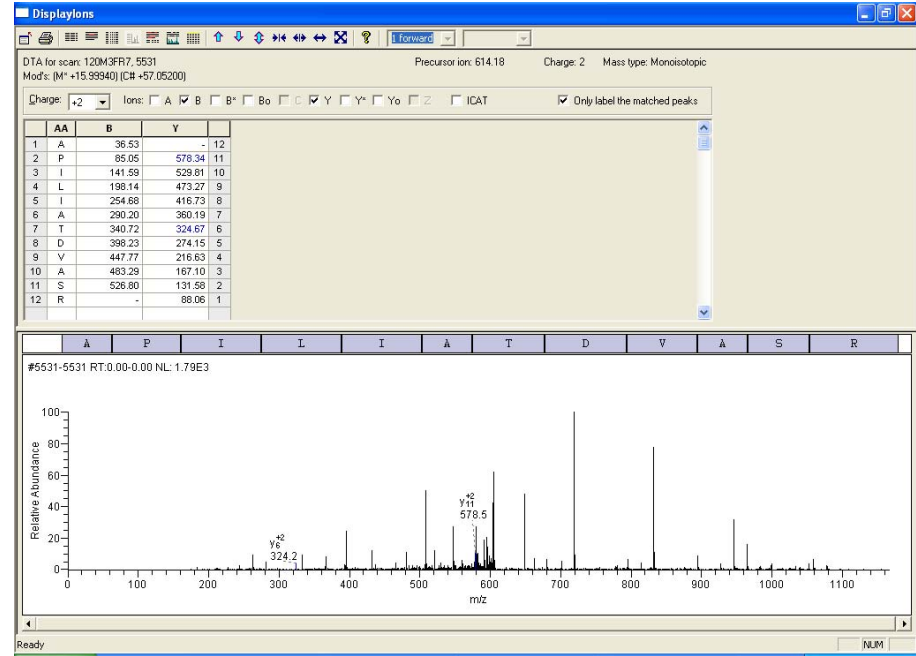 DisplayIons
1 forward
DTA for scan: 120M3FR7, 5531 Precursor ion: 614.18 Charge: 2 Mass type: Monoisotopic
Mod's: (M* +15.99940) (C# +57.05200)
Charge: +2 Ions: A B B* Bo C Y Y* Yo Z ICAT Only label the matched peaks
AA B Y
1 A 36.53 - 12
2 P 85.05 578.34 11
3 I 141.59 529.81 10
4 L 198.14 473.27 9
5 I 254.68 416.73 8
6 A 290.20 360.19 7
7 T 340.72 324.67 6
8 D 398.23 274.15 5
9 V 447.77 216.63 4
10 A 483.29 167.10 3
11 S 526.80 131.58 2
12 R - 88.06 1
A P I L I A T D V A S R
#5531-5531 RT:0.00-0.00 NL: 1.79E3
100
80
60
40
20
0
Relative Abundance
y6+2
324.2
y11+2
578.5
0 100 200 300 400 500 600 700 800 900 1000 1100
m/z
Ready NUM